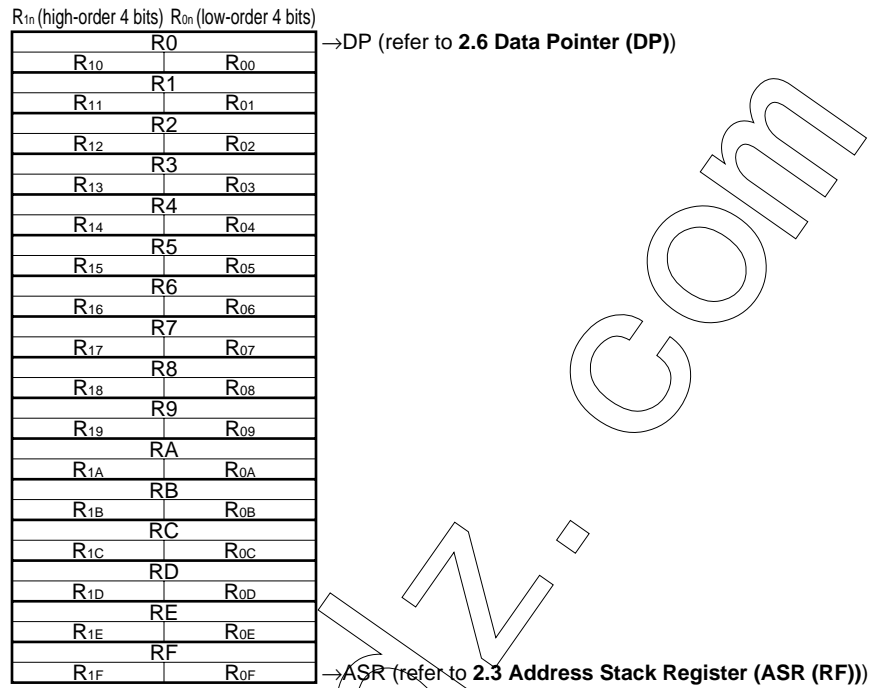 R1n (high-order 4 bits) R0n (low-order 4 bits)
R0 →DP (refer to 2.6 Data Pointer (DP))
R10 R00
R1
R11 R01
R2
R12 R02
R3
R13 R03
R4
R14 R04
R5
R15 R05
R6
R16 R06
R7
R17 R07
R8
R18 R08
R9
R19 R09
RA
R1A R0A
RB
R1B R0B
RC
R1C R0C
RD
R1D R0D
RE
R1E R0E
RF
R1F R0F →ASR (refer to 2.3 Address Stack Register (ASR (RF)))
z.com